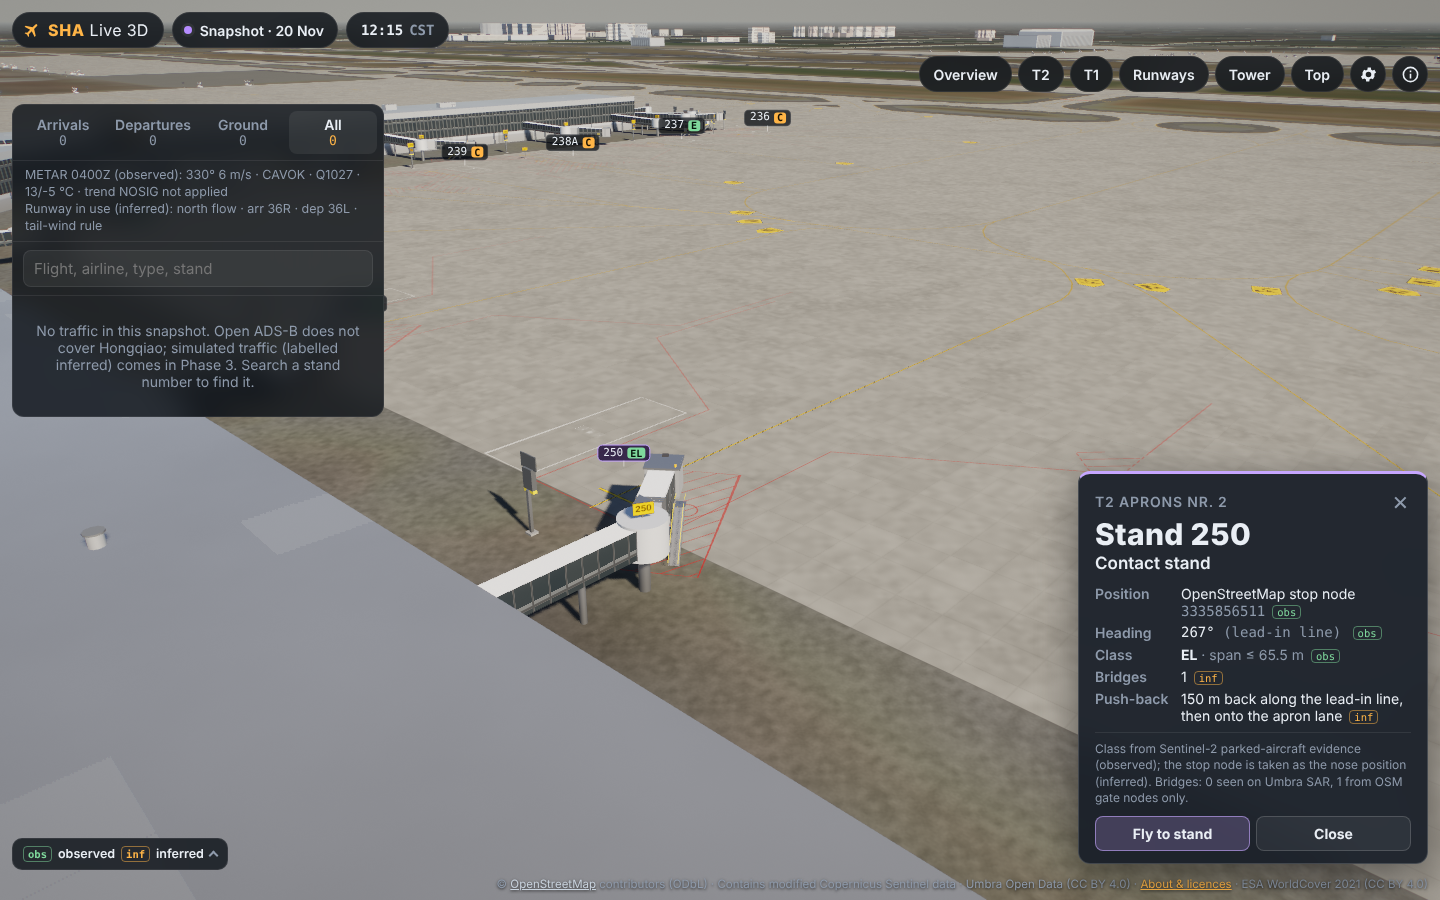 SHA Live 3D
Snapshot · 20 Nov
12:15 CST
Overview
T2
T1
Runways
Tower
Top
Arrivals
0
Departures
0
Ground
0
All
0
METAR 0400Z (observed): 330° 6 m/s · CAVOK · Q1027 ·
13/-5 °C · trend NOSIG not applied
Runway in use (inferred): north flow · arr 36R · dep 36L ·
tail-wind rule
Flight, airline, type, stand
No traffic in this snapshot. Open ADS-B does not
cover Hongqiao; simulated traffic (labelled
inferred) comes in Phase 3. Search a stand
number to find it.
236 C
237 E
238A C
239 C
250 EL
250
T2 APRONS NR. 2
Stand 250
Contact stand
Position OpenStreetMap stop node
3335856511 obs
Heading 267° (lead-in line) obs
Class EL · span ≤ 65.5 m obs
Bridges 1 inf
Push-back 150 m back along the lead-in line,
then onto the apron lane inf
Class from Sentinel-2 parked-aircraft evidence
(observed); the stop node is taken as the nose position
(inferred). Bridges: 0 seen on Umbra SAR, 1 from OSM
gate nodes only.
Fly to stand
Close
obs observed inf inferred
© OpenStreetMap contributors (ODbL) · Contains modified Copernicus Sentinel data · Umbra Open Data (CC BY 4.0) · About & licences · ESA WorldCover 2021 (CC BY 4.0)